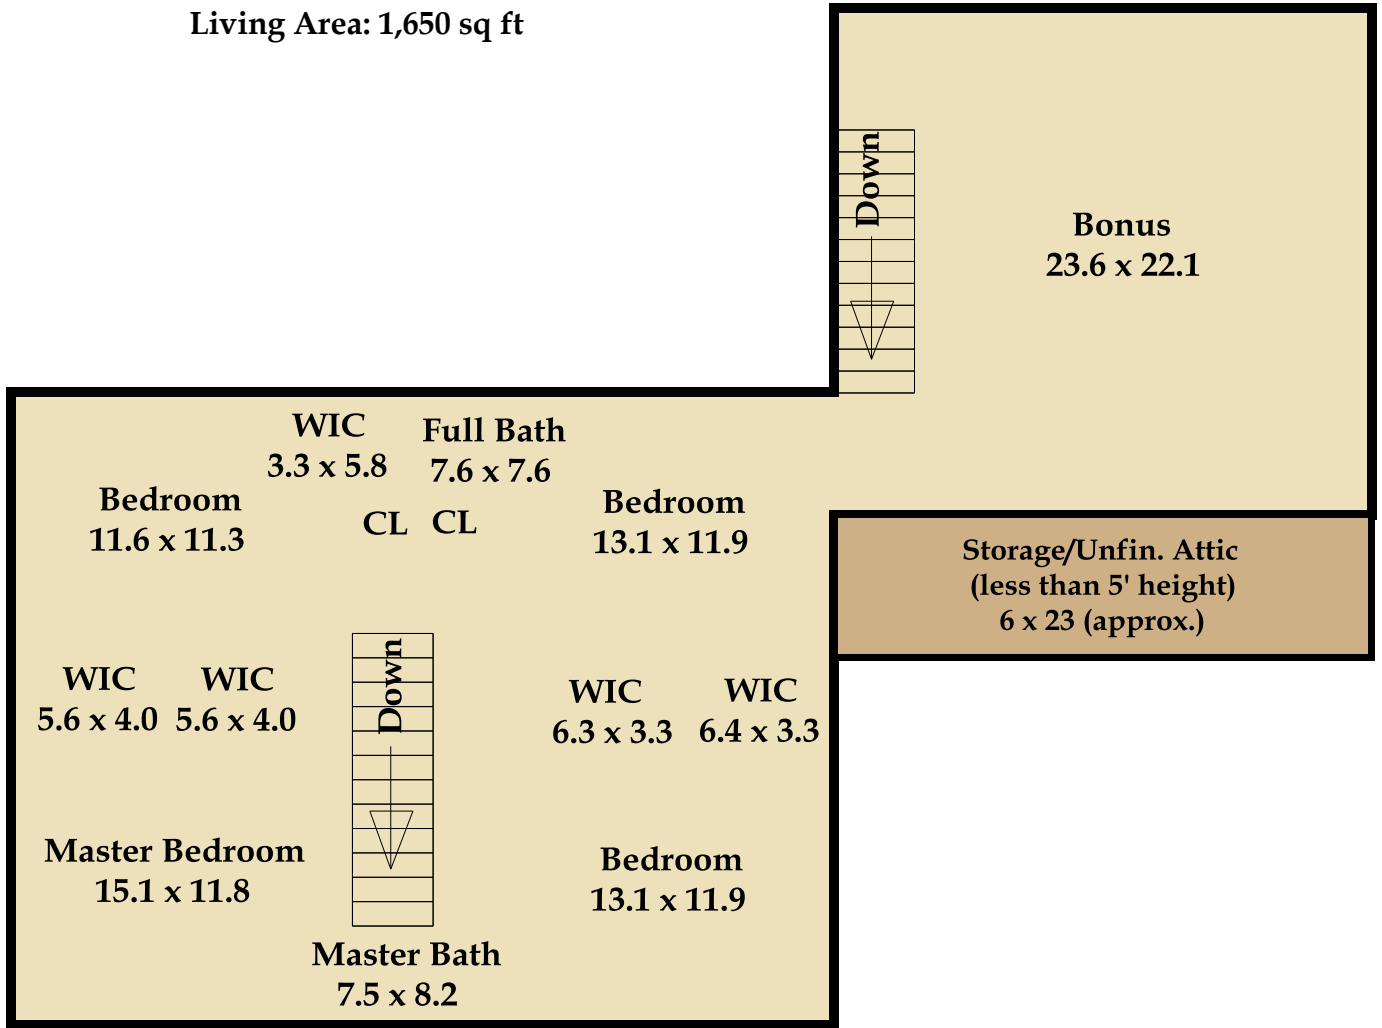 Living Area: 1,650 sq ft
Down
Bonus
23.6 x 22.1
WIC
3.3 x 5.8
Full Bath
7.6 x 7.6
Bedroom
11.6 x 11.3
CL CL
Bedroom
13.1 x 11.9
Storage/Unfin. Attic
(less than 5' height)
6 x 23 (approx.)
WIC
5.6 x 4.0
WIC
5.6 x 4.0
Down
WIC
6.3 x 3.3
WIC
6.4 x 3.3
Master Bedroom
15.1 x 11.8
Bedroom
13.1 x 11.9
Master Bath
7.5 x 8.2